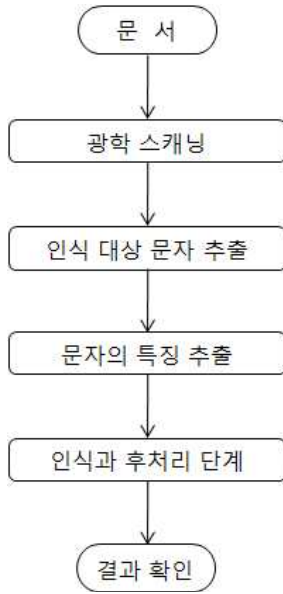 문 서
광학 스캐닝
인식 대상 문자 추출
문자의 특징 추출
인식과 후처리 단계
결과 확인